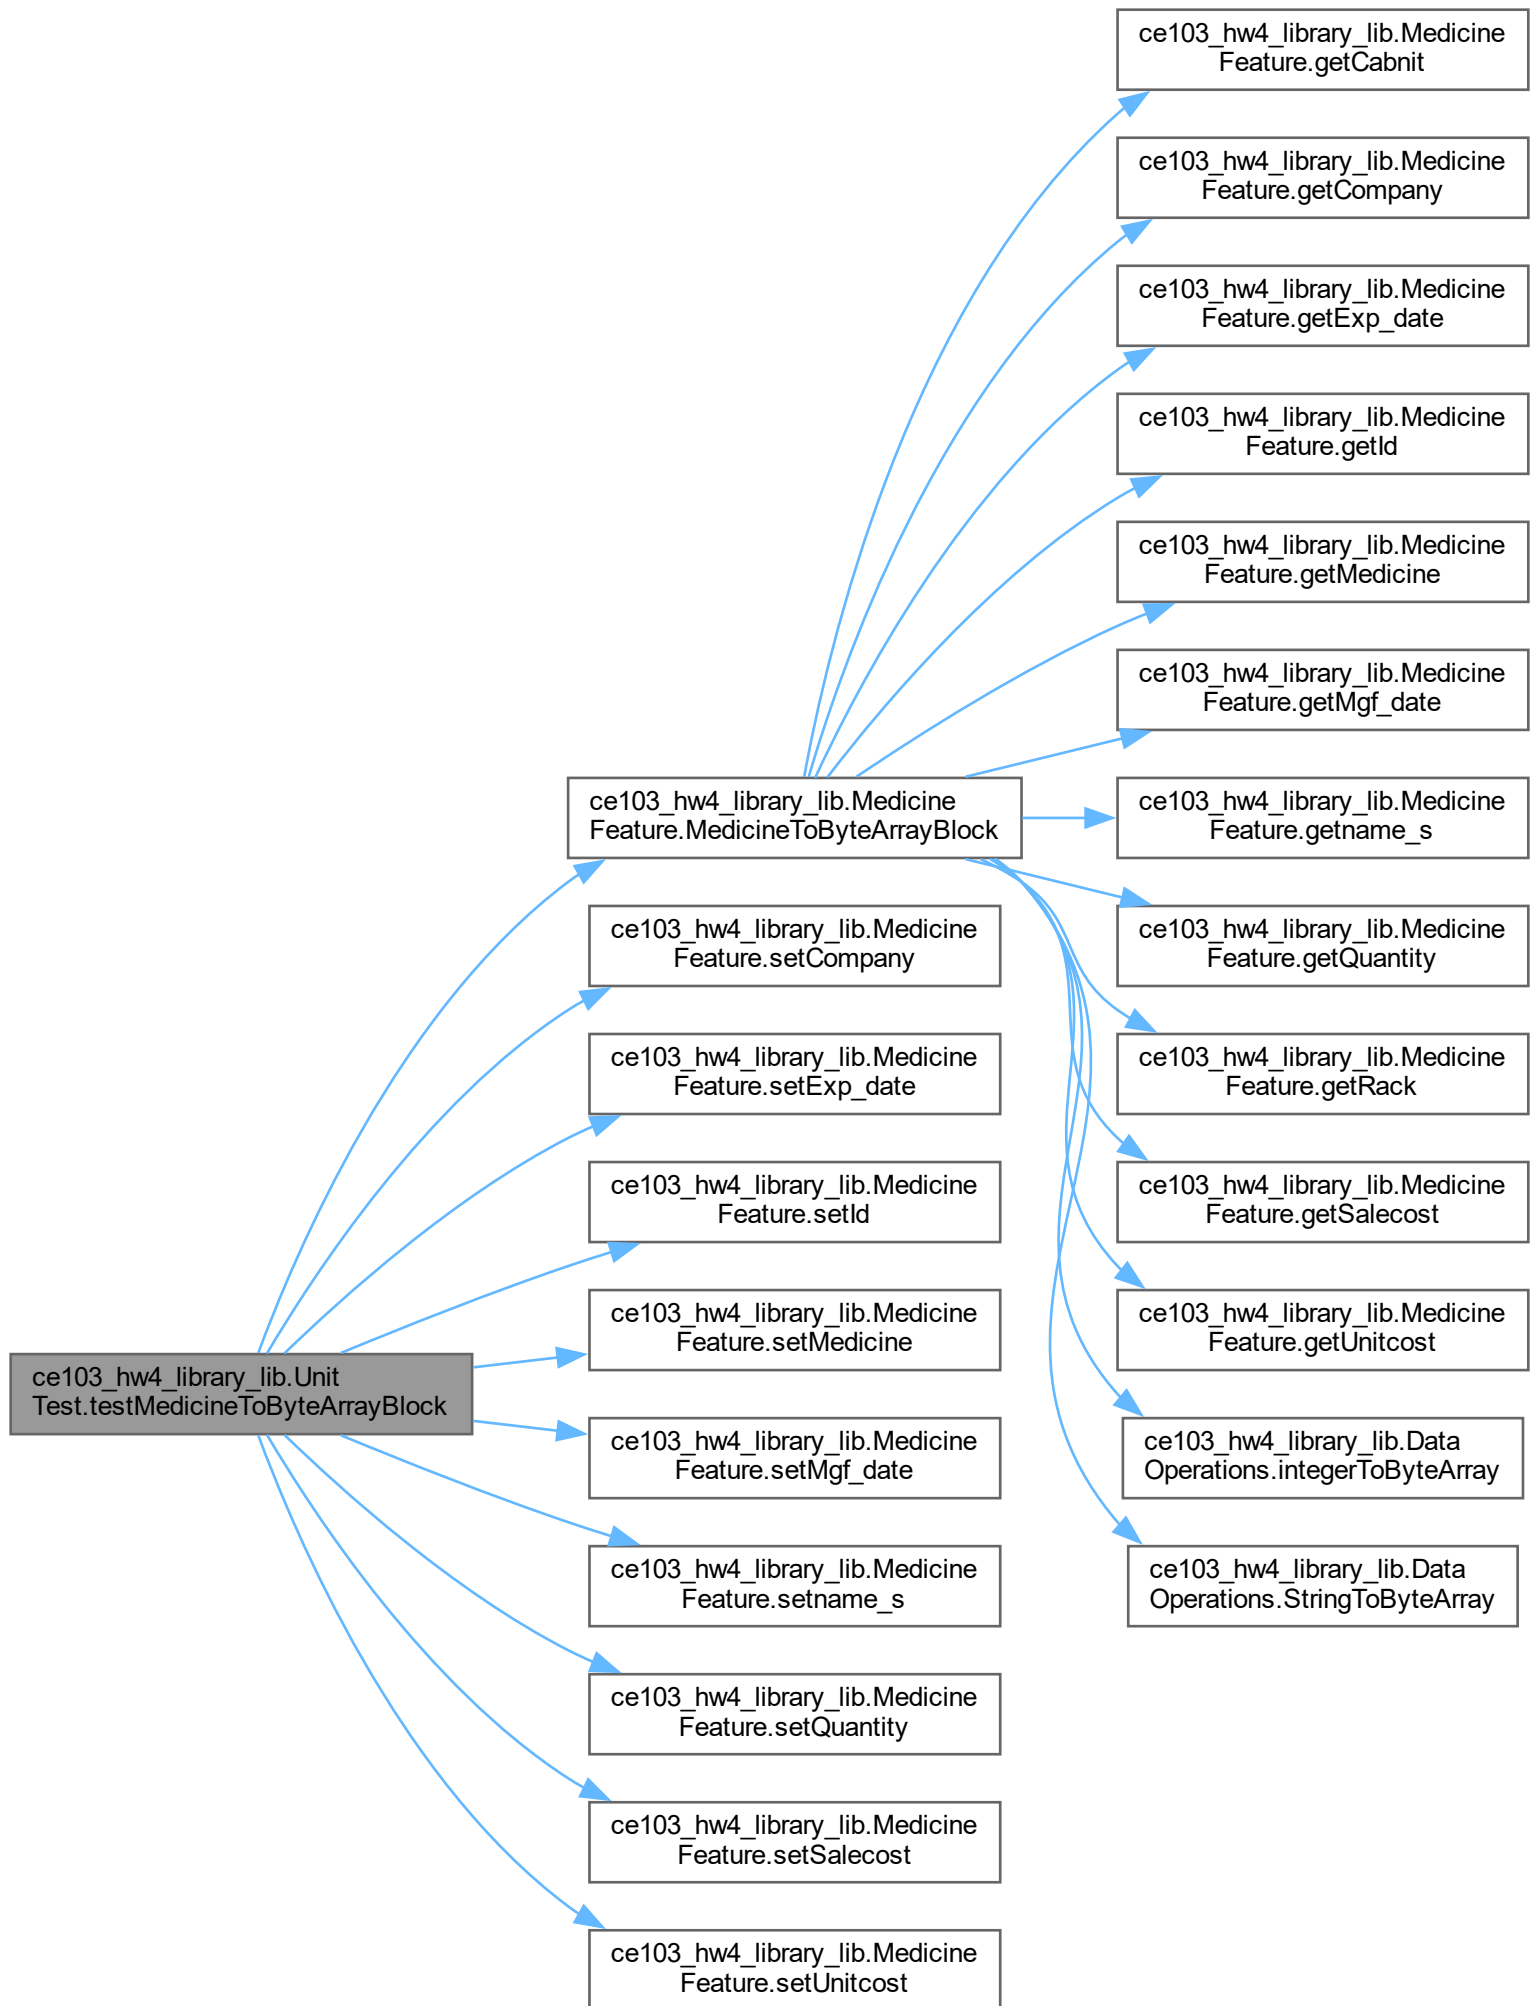 ce103_hw4_library_lib.Unit
Test.testMedicineToByteArrayBlock
ce103_hw4_library_lib.Medicine
Feature.MedicineToByteArrayBlock
ce103_hw4_library_lib.Medicine
Feature.setCompany
ce103_hw4_library_lib.Medicine
Feature.setExp_date
ce103_hw4_library_lib.Medicine
Feature.setId
ce103_hw4_library_lib.Medicine
Feature.setMedicine
ce103_hw4_library_lib.Medicine
Feature.setMgf_date
ce103_hw4_library_lib.Medicine
Feature.setname_s
ce103_hw4_library_lib.Medicine
Feature.setQuantity
ce103_hw4_library_lib.Medicine
Feature.setSalecost
ce103_hw4_library_lib.Medicine
Feature.setUnitcost
ce103_hw4_library_lib.Medicine
Feature.getCabnit
ce103_hw4_library_lib.Medicine
Feature.getCompany
ce103_hw4_library_lib.Medicine
Feature.getExp_date
ce103_hw4_library_lib.Medicine
Feature.getId
ce103_hw4_library_lib.Medicine
Feature.getMedicine
ce103_hw4_library_lib.Medicine
Feature.getMgf_date
ce103_hw4_library_lib.Medicine
Feature.getname_s
ce103_hw4_library_lib.Medicine
Feature.getQuantity
ce103_hw4_library_lib.Medicine
Feature.getRack
ce103_hw4_library_lib.Medicine
Feature.getSalecost
ce103_hw4_library_lib.Medicine
Feature.getUnitcost
ce103_hw4_library_lib.Data
Operations.integerToByteArray
ce103_hw4_library_lib.Data
Operations.StringToByteArray